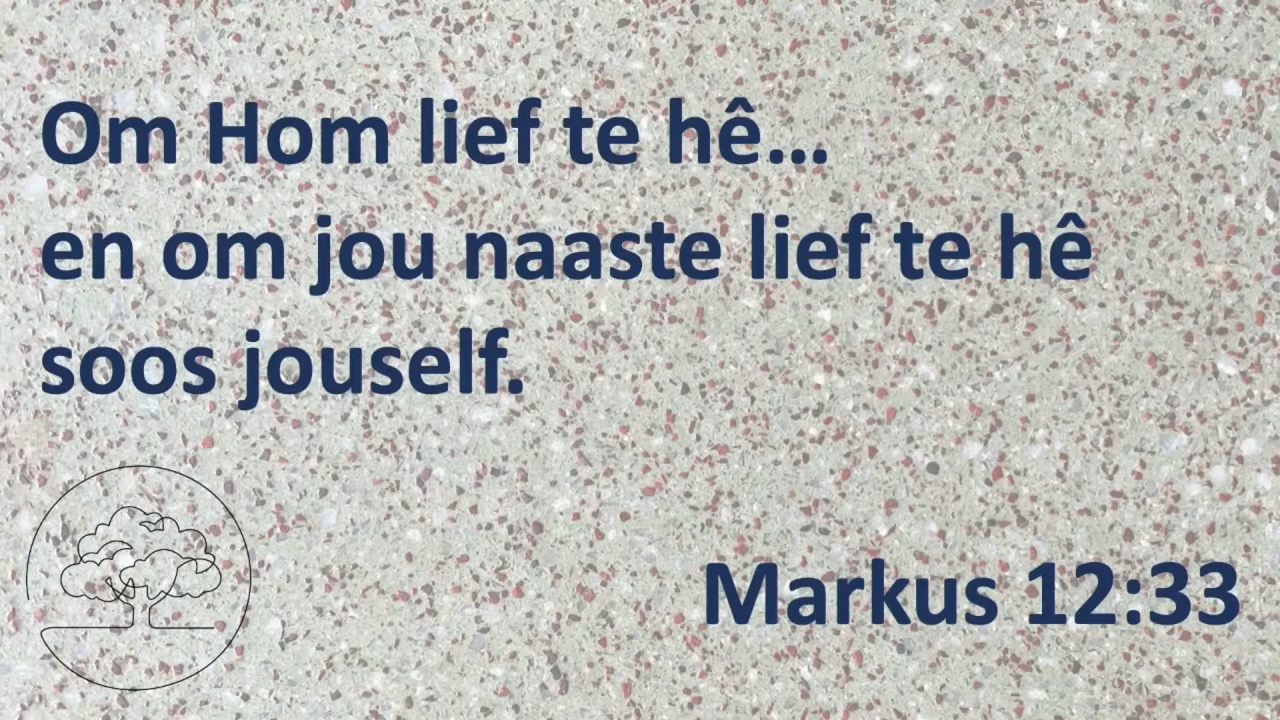 Om Hom lief te hê...
en om jou naaste lief te hê
soos jouself.
Markus 12:33